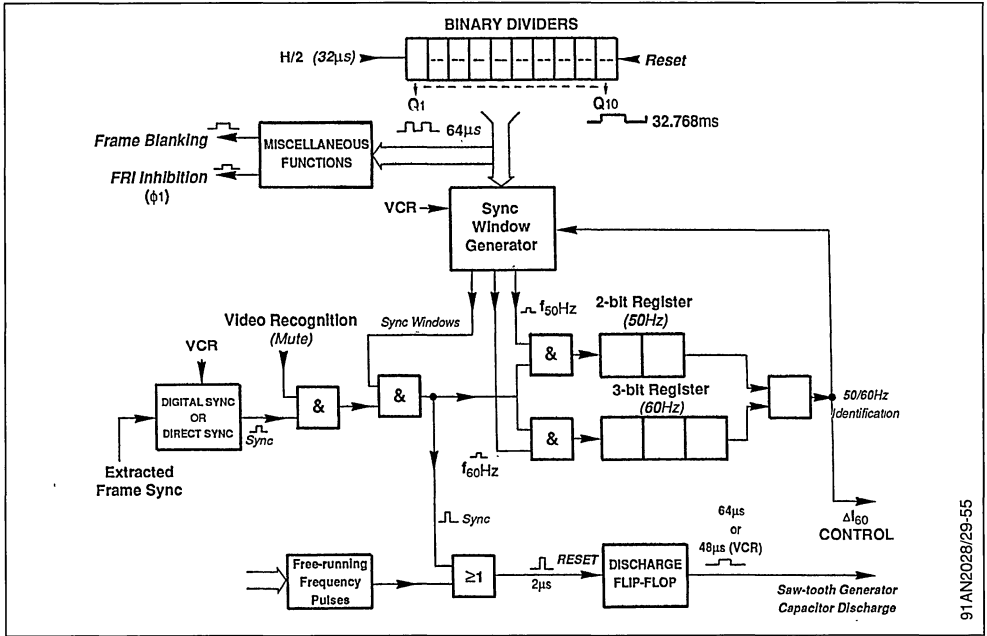 BINARY DIVIDERS
H/2 (32µs)
Reset
Q1
Q10
64µs
32.768ms
Frame Blanking
FRI Inhibition
(ϕ1)
MISCELLANEOUS
FUNCTIONS
VCR
Sync
Window
Generator
f50Hz
2-bit Register
(50Hz)
Sync Windows
Video Recognition
(Mute)
VCR
DIGITAL SYNC
OR
DIRECT SYNC
Sync
&
&
&
&
3-bit Register
(60Hz)
50/60Hz
Identification
f60Hz
Extracted
Frame Sync
Sync
ΔI60
CONTROL
64µs
or
48µs (VCR)
Free-running
Frequency
Pulses
≥1
2µs
RESET
DISCHARGE
FLIP-FLOP
Saw-tooth Generator
Capacitor Discharge
91AN2028/29-55